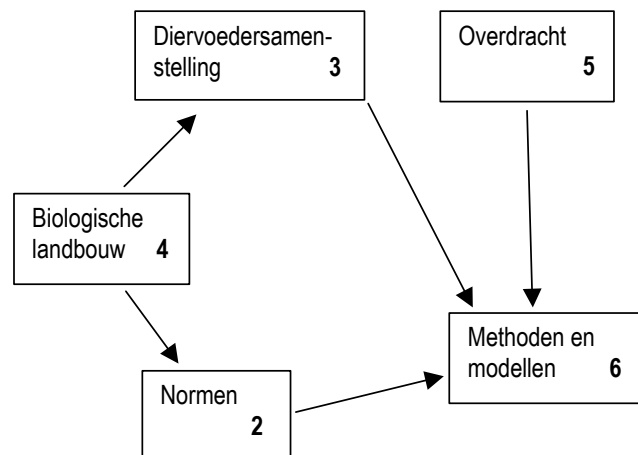 Diervoedersamen-
stelling 3
Overdracht
5
Biologische
landbouw 4
Methoden en
modellen 6
Normen
2